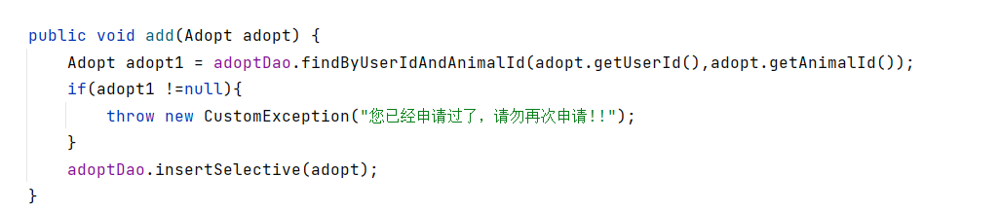 public void add(Adopt adopt) {
    Adopt adopt1 = adoptDao.findByUserIdAndAnimalId(adopt.getUserId(),adopt.getAnimalId());
    if(adopt1 !=null){
        throw new CustomException("您已经申请过了，请勿再次申请!!");
    }
    adoptDao.insertSelective(adopt);
}